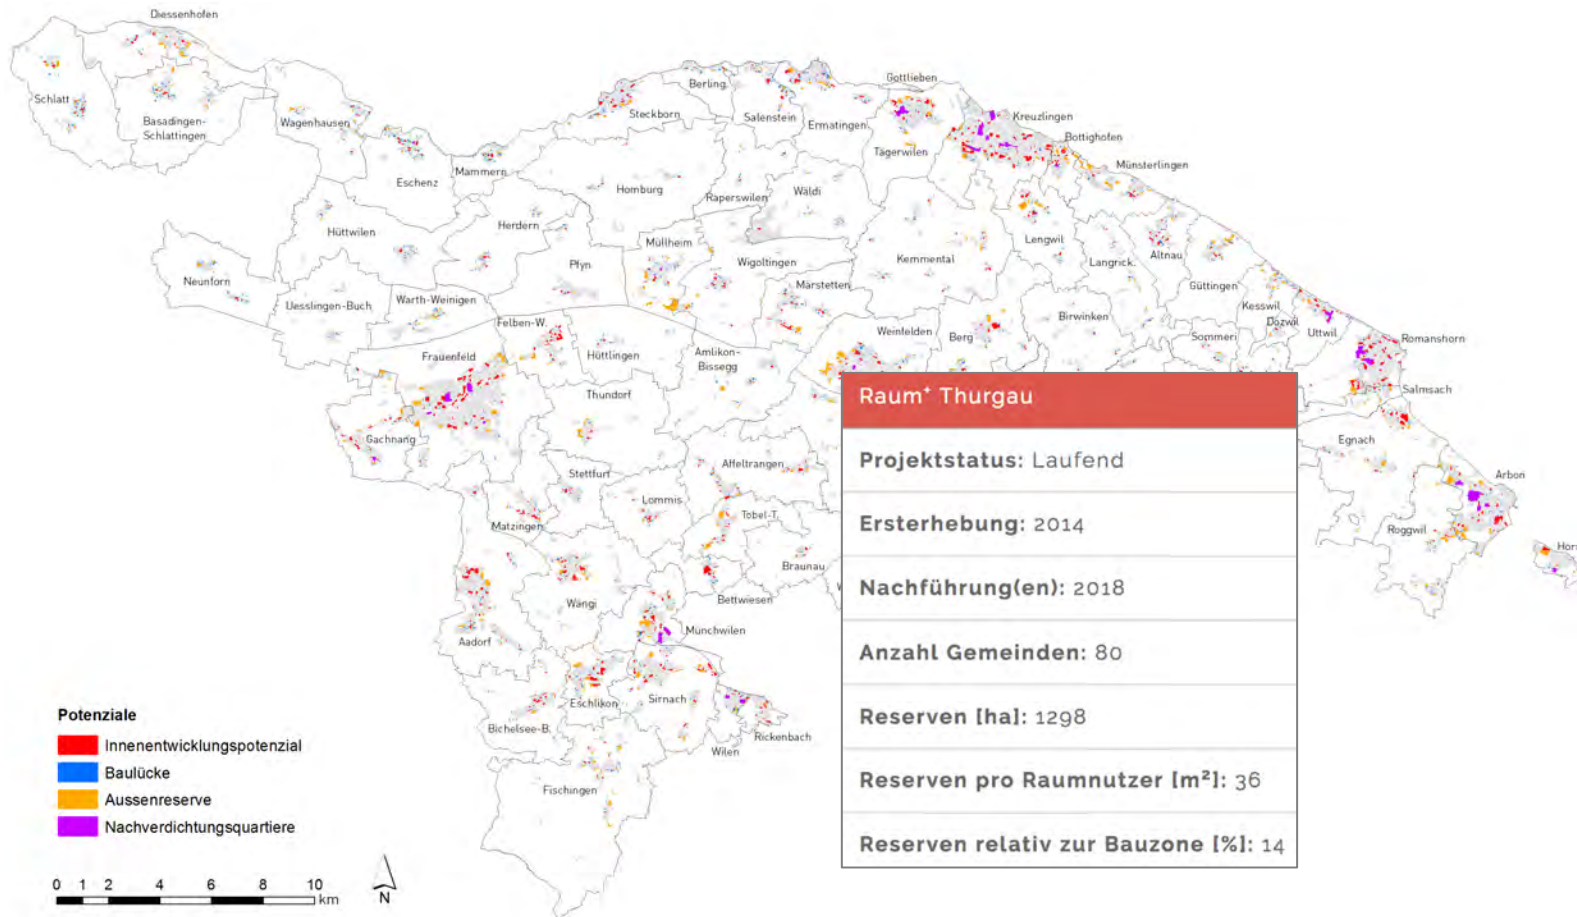 Diessenhofen
Schlatt
Basadingen-
Schlattingen
Wagenhausen
Eschenz
Mammern
Steckborn
Berling.
Salenstein
Ermatingen
Gottlieben
Tägerwilen
Kreuzlingen
Bottighofen
Münsterlingen
Homburg
Raperswilen
Wäldi
Hüttwilen
Herdern
Müllheim
Wigoltingen
Kemmental
Lengwil
Langrick.
Altnau
Neunforn
Pfyn
Uesslingen-Buch
Warth-Weinigen
Märstetten
Güttingen
Kesswil
Dozwil
Uttwil
Felben-W.
Hüttlingen
Amlikon-
Bissegg
Weinfelden
Berg
Birwinken
Sommeri
Romanshorn
Frauenfeld
Thundorf
Salmsach
Gachnang
Egnach
Stettfurt
Affeltrangen
Lommis
Matzingen
Tobel-T.
Braunau
W
Arbon
Roggwil
Horn
Wängi
Bettwiesen
Aadorf
Münchwilen
Eschlikon
Sirnach
Bichelsee-B.
Wilen
Rickenbach
Fischingen
Raum⁺ Thurgau
Projektstatus: Laufend
Ersterhebung: 2014
Nachführung(en): 2018
Anzahl Gemeinden: 80
Reserven [ha]: 1298
Reserven pro Raumnutzer [m²]: 36
Reserven relativ zur Bauzone [%]: 14
Potenziale
Innenentwicklungspotenzial
Baulücke
Aussenreserve
Nachverdichtungsquartiere
0 1 2 4 6 8 10
km
N